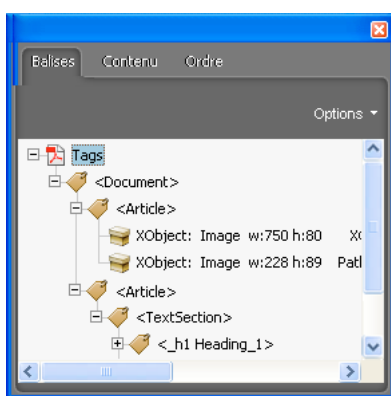 Balises Contenu Ordre
Options
Tags
<Document>
<Article>
XObject: Image w:750 h:80
XObject: Image w:228 h:89
<Article>
<TextSection>
<_h1 Heading_1>